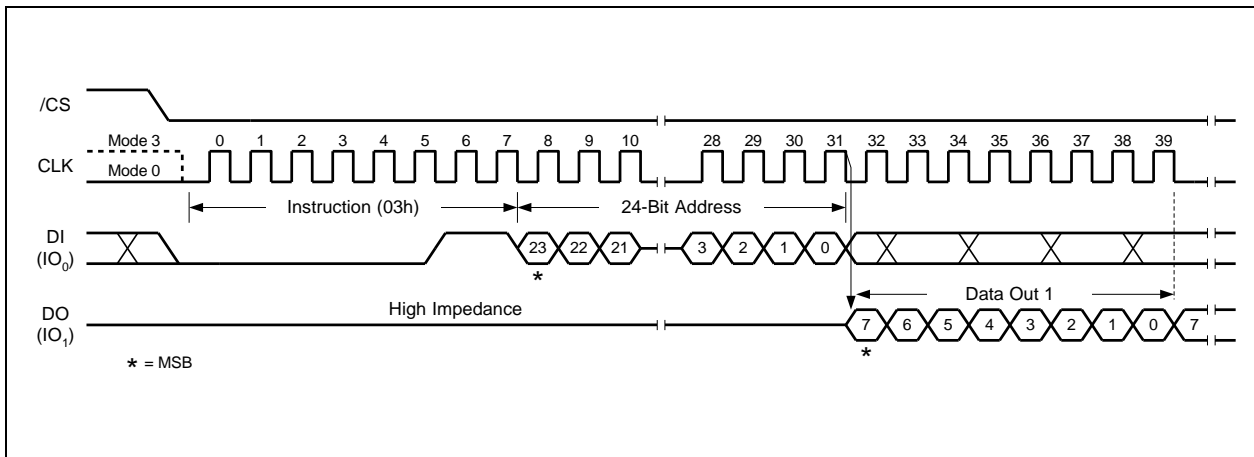 /CS
Mode 3
0 1 2 3 4 5 6 7 8 9 10 28 29 30 31 32 33 34 35 36 37 38 39
CLK
Mode 0
Instruction (03h) 24-Bit Address
DI
(IO0)
23 22 21 3 2 1 0
*
Data Out 1
High Impedance
DO
(IO1)
7 6 5 4 3 2 1 0 7
*
* = MSB